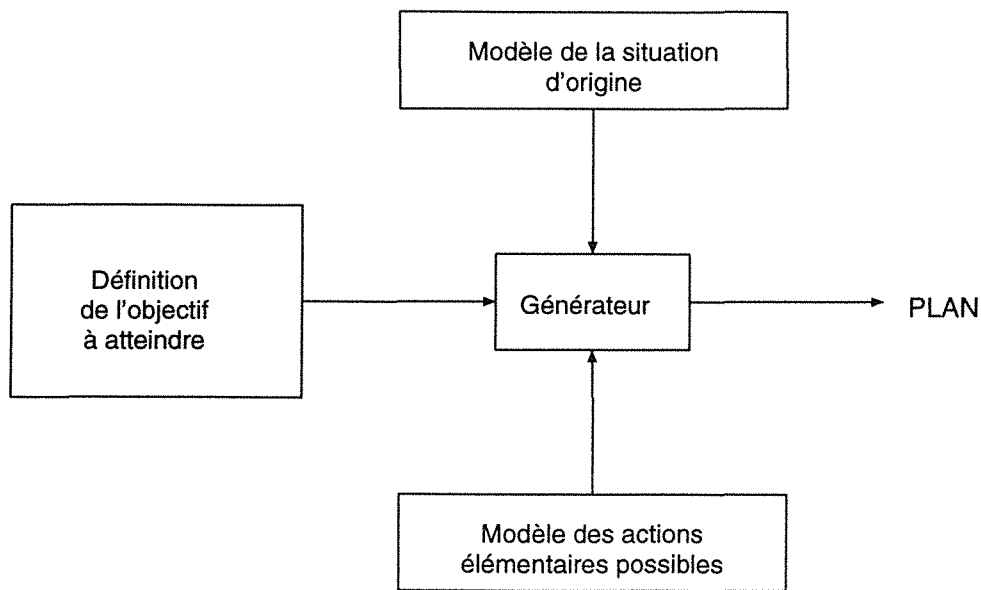 Modèle de la situation
d'origine
Définition
de l'objectif
à atteindre
Générateur
PLAN
Modèle des actions
élémentaires possibles